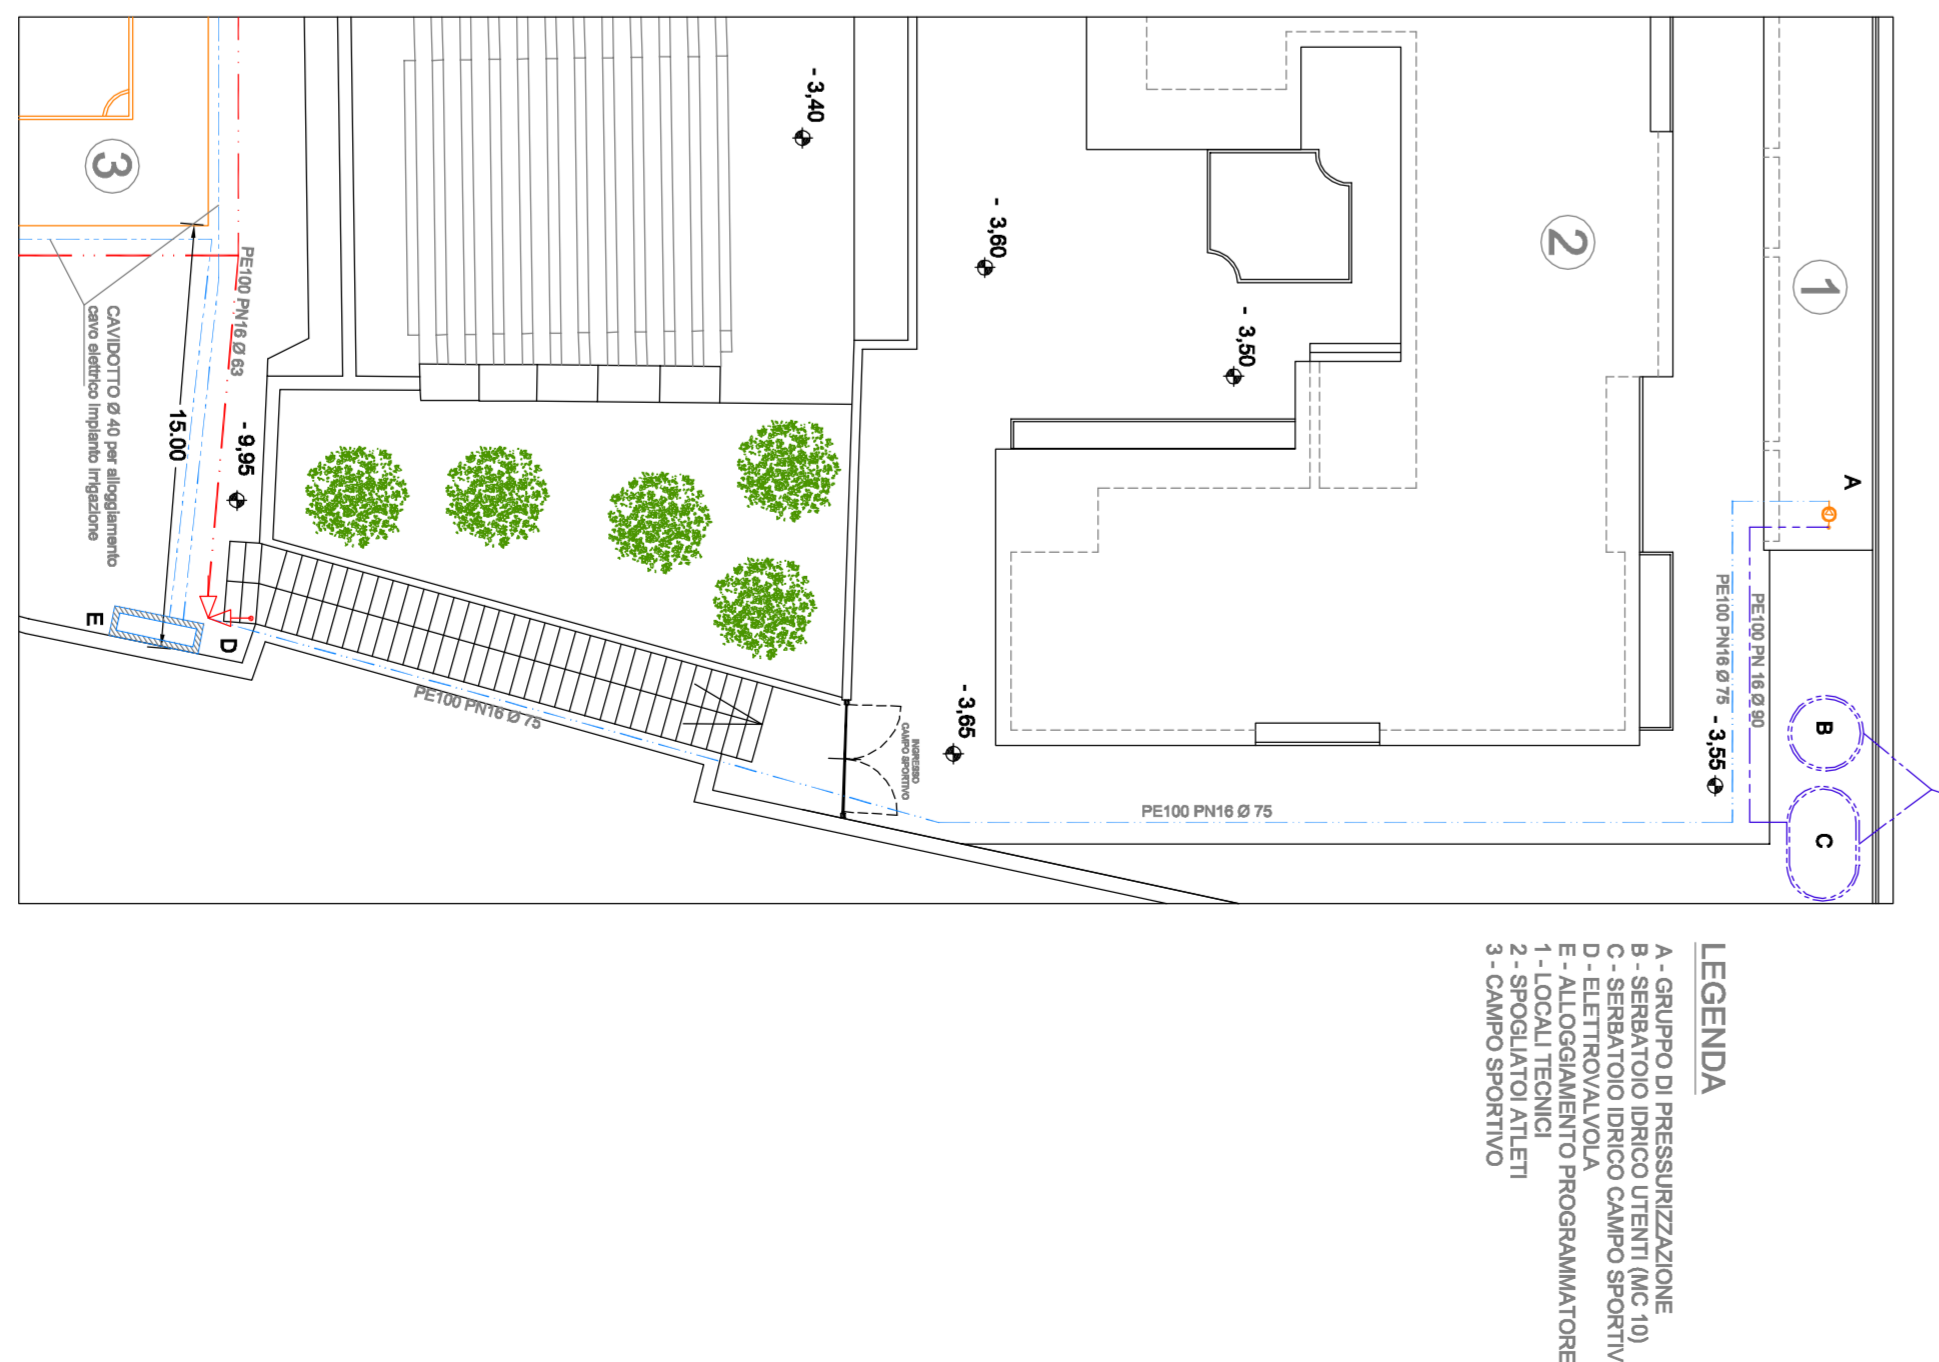 - 3,40
- 3,60
- 3,50
3
2
1
PE100 PN16 Ø 63
CAVIDOTTO Ø 40 per alloggiamento
cavo elettrico Impianto Irrigazione
15.00
- 9,95
A
E
D
PE100 PN16 Ø 75
INGRESSO
CAMPO SPORTIVO
- 3,65
PE100 PN16 Ø 75
PE100 PN 16 Ø 90
PE100 PN16 Ø 75
- 3,55
B
C
LEGENDA
A - GRUPPO DI PRESSURIZZAZIONE
B - SERBATOIO IDRICO UTENTI (MC 10)
C - SERBATOIO IDRICO CAMPO SPORTIV
D - ELETTROVALVOLA
E - ALLOGGIAMENTO PROGRAMMATORE
1 - LOCALI TECNICI
2 - SPOGLIATOI ATLETI
3 - CAMPO SPORTIVO